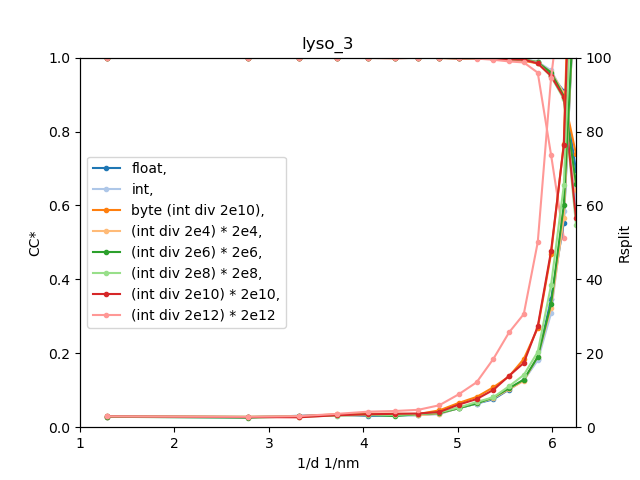 lyso_3
1.0
0.8
0.6
0.4
0.2
0.0
CC*
float,
int,
byte (int div 2e10),
(int div 2e4) * 2e4,
(int div 2e6) * 2e6,
(int div 2e8) * 2e8,
(int div 2e10) * 2e10,
(int div 2e12) * 2e12
100
80
60
40
20
0
Rsplit
1 2 3 4 5 6
1/d 1/nm